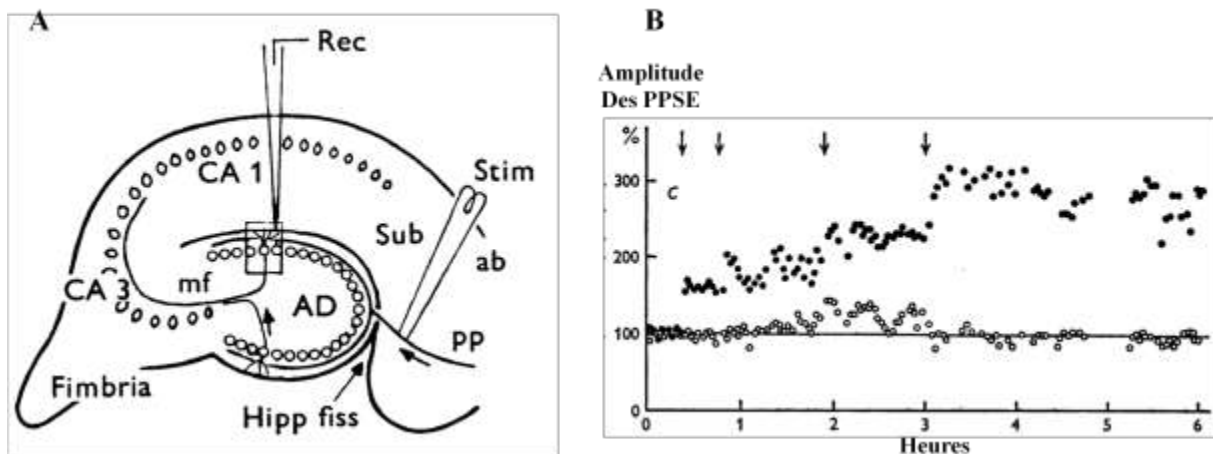 A
Rec
CA 1
Stim
Sub
ab
mf
CA 3
AD
PP
Fimbria
Hipp fiss
B
Amplitude
Des PPSE
%
300
C
200
100
0
0 1 2 3 4 5 6
Heures